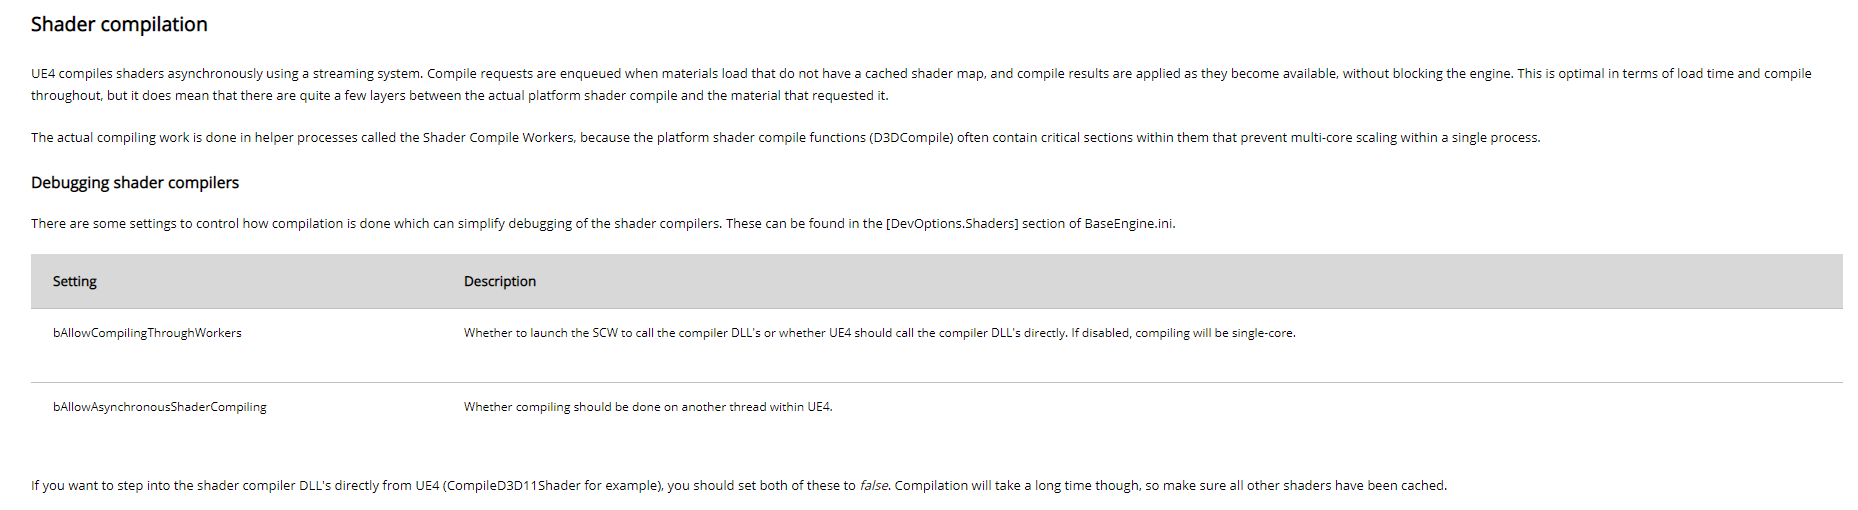 Shader compilation
UE4 compiles shaders asynchronously using a streaming system. Compile requests are enqueued when materials load that do not have a cached shader map, and compile results are applied as they become available, without blocking the engine. This is optimal in terms of load time and compile
throughout, but it does mean that there are quite a few layers between the actual platform shader compile and the material that requested it.
The actual compiling work is done in helper processes called the Shader Compile Workers, because the platform shader compile functions (D3DCompile) often contain critical sections within them that prevent multi-core scaling within a single process.
Debugging shader compilers
There are some settings to control how compilation is done which can simplify debugging of the shader compilers. These can be found in the [DevOptions.Shaders] section of BaseEngine.ini.
Setting Description
bAllowCompilingThroughWorkers Whether to launch the SCW to call the compiler DLL's or whether UE4 should call the compiler DLL's directly. If disabled, compiling will be single-core.
bAllowAsynchronousShaderCompiling Whether compiling should be done on another thread within UE4.
If you want to step into the shader compiler DLL's directly from UE4 (CompileD3D11Shader for example), you should set both of these to false. Compilation will take a long time though, so make sure all other shaders have been cached.